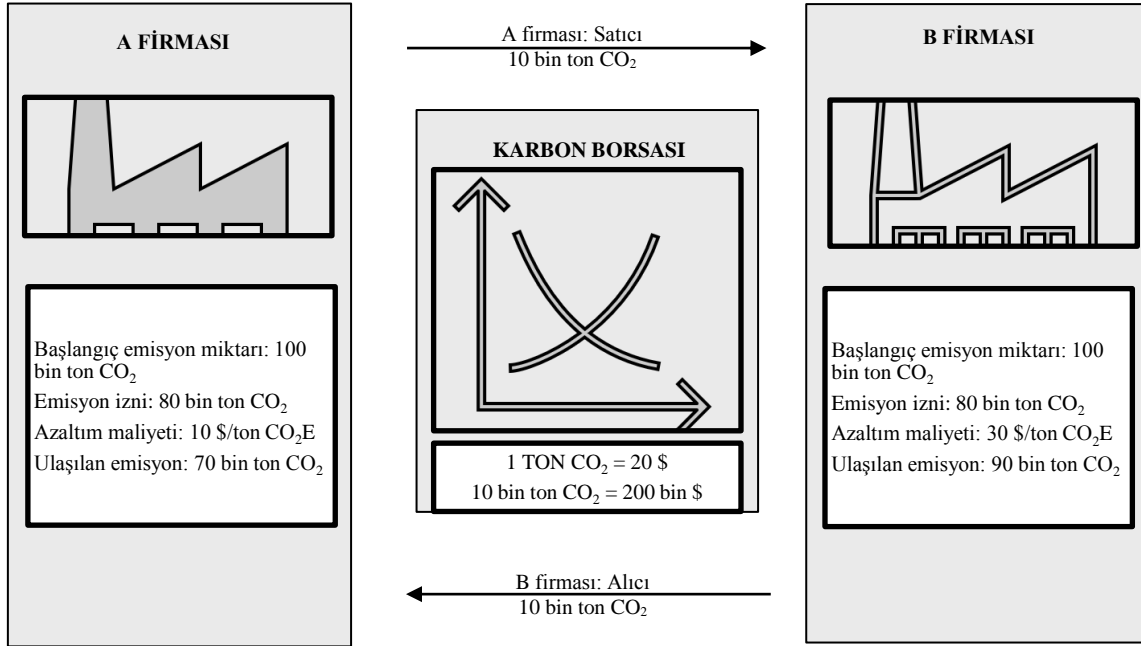 A FİRMASI
Başlangıç emisyon miktarı: 100
bin ton CO₂
Emisyon izni: 80 bin ton CO₂
Azaltım maliyeti: 10 $/ton CO₂E
Ulaşılan emisyon: 70 bin ton CO₂
A firması: Satıcı
10 bin ton CO₂
KARBON BORSASI
1 TON CO₂ = 20 $
10 bin ton CO₂ = 200 bin $
B firması: Alıcı
10 bin ton CO₂
B FİRMASI
Başlangıç emisyon miktarı: 100
bin ton CO₂
Emisyon izni: 80 bin ton CO₂
Azaltım maliyeti: 30 $/ton CO₂E
Ulaşılan emisyon: 90 bin ton CO₂